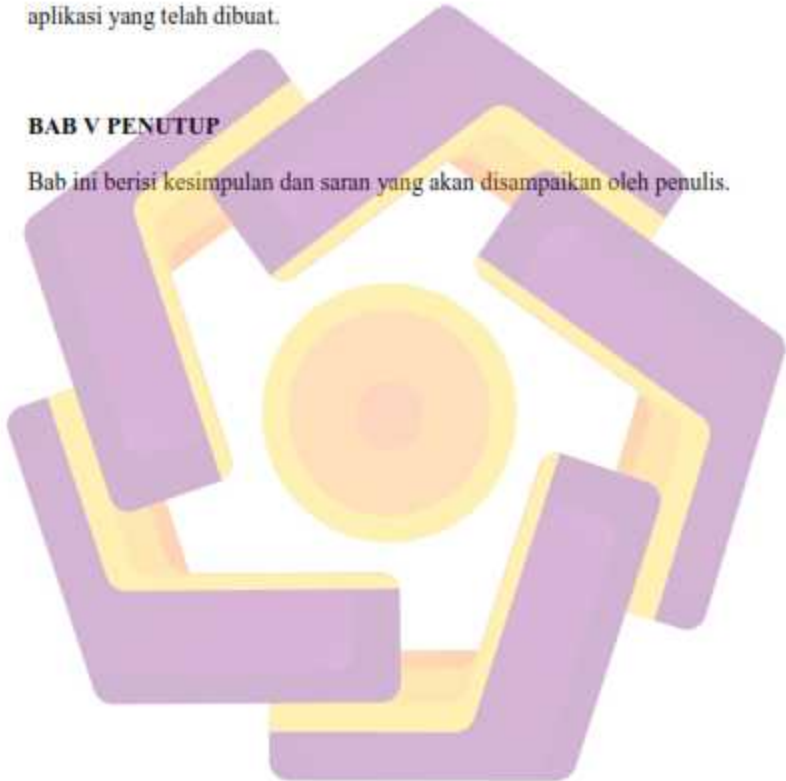 aplikasi yang telah dibuat.
BAB V PENUTUP
Bab ini berisi kesimpulan dan saran yang akan disampaikan oleh penulis.